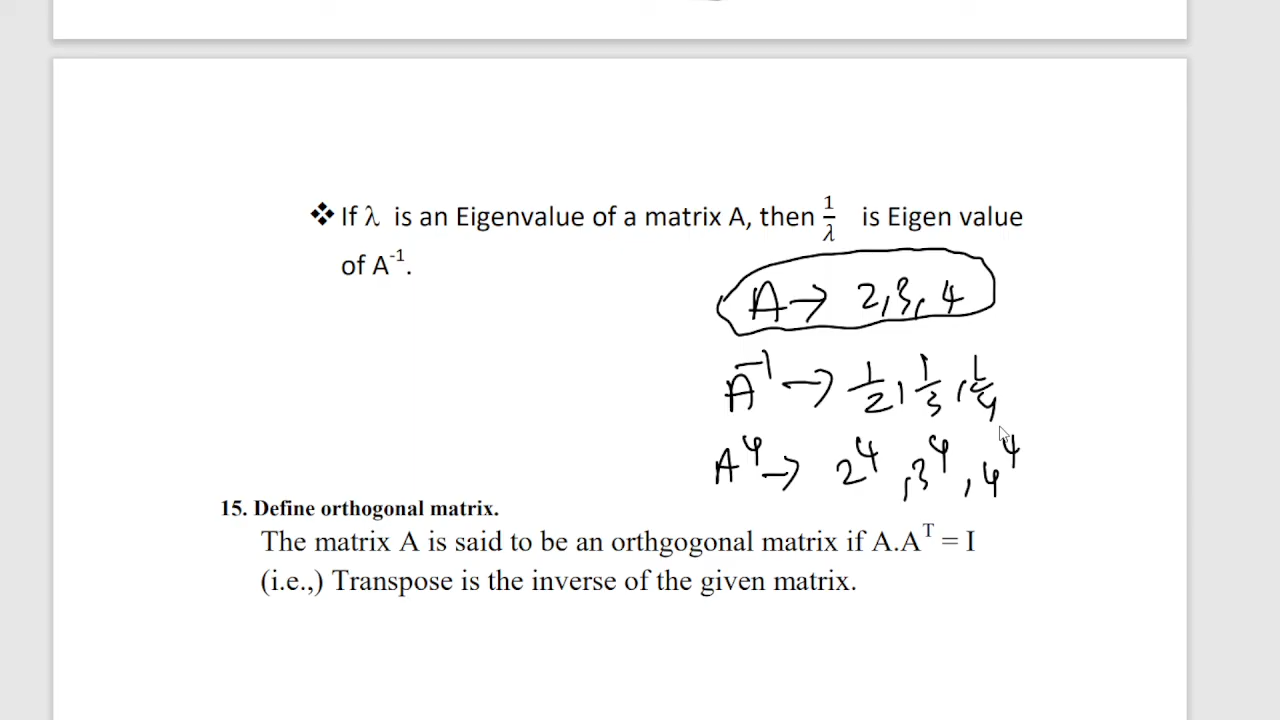 ❖ If λ is an Eigenvalue of a matrix A, then 1/λ is Eigen value
of A⁻¹.
A → 2, 3, 4
A⁻¹ → 1/2, 1/3, 1/4
A⁴ → 2⁴, 3⁴, 4⁴
15. Define orthogonal matrix.
The matrix A is said to be an orthgogonal matrix if A.Aᵀ = I
(i.e.,) Transpose is the inverse of the given matrix.